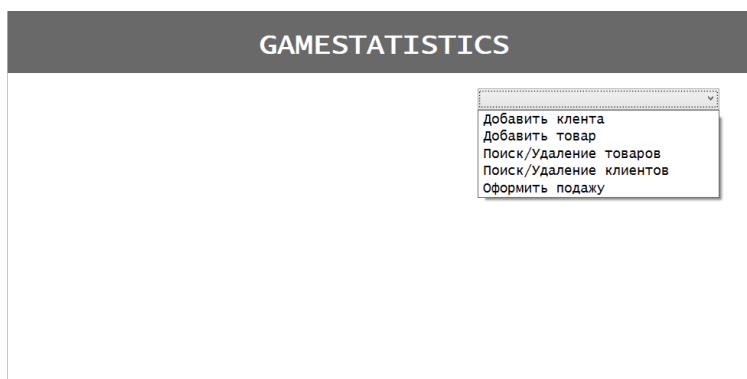 GAMESTATISTICS
Добавить клента
Добавить товар
Поиск/Удаление товаров
Поиск/Удаление клиентов
Оформить подажу